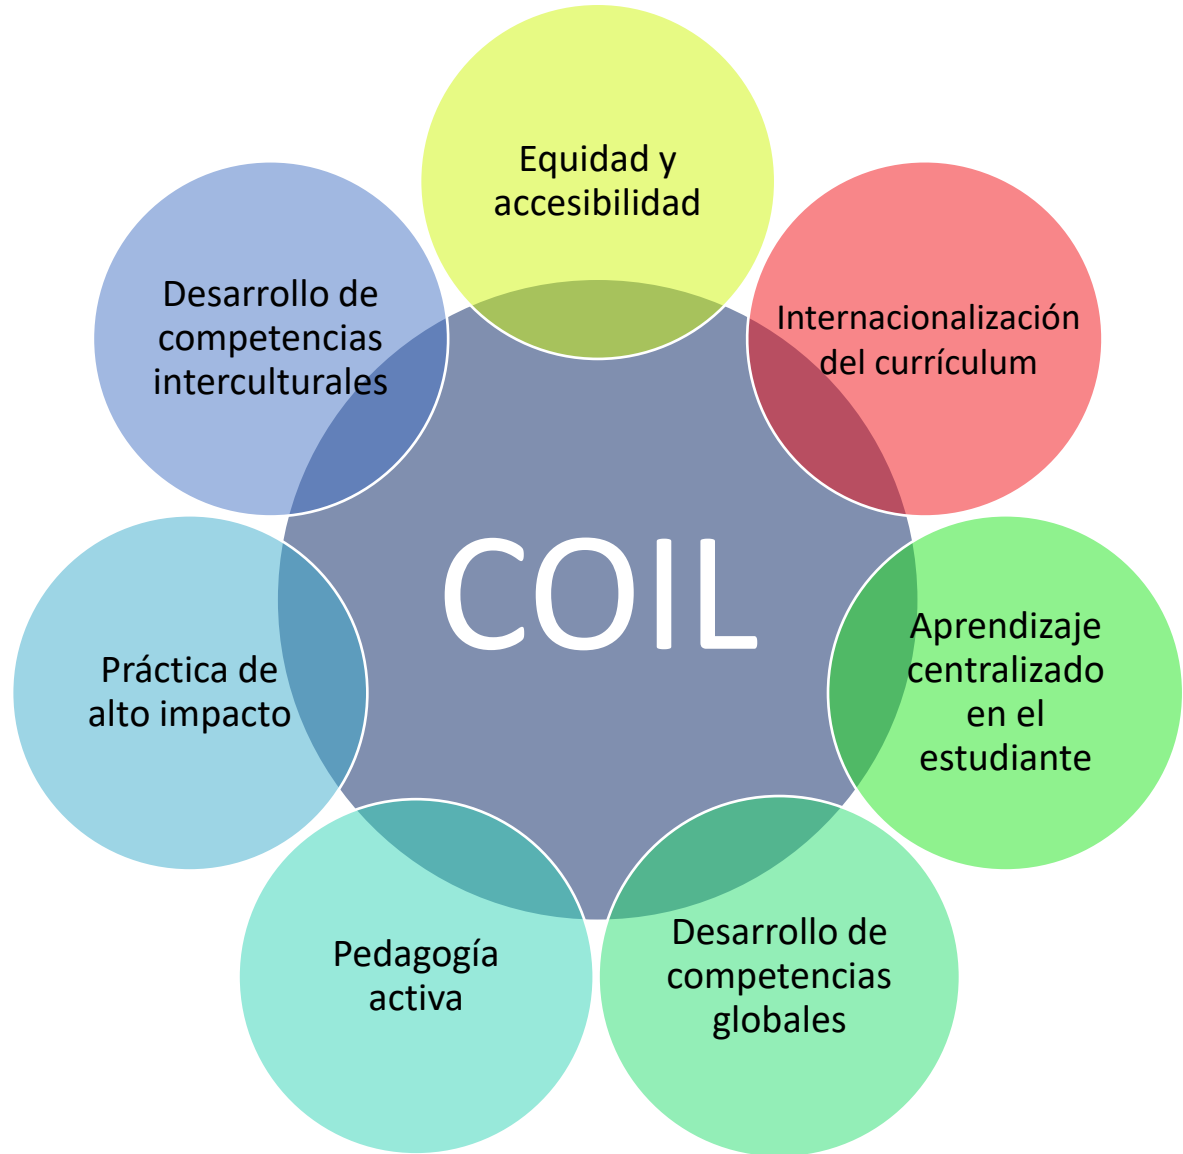 Equidad y
accesibilidad
Internacionalización
del currículum
Aprendizaje
centralizado
en el
estudiante
Desarrollo de
competencias
globales
Pedagogía
activa
Práctica de
alto impacto
Desarrollo de
competencias
interculturales
COIL